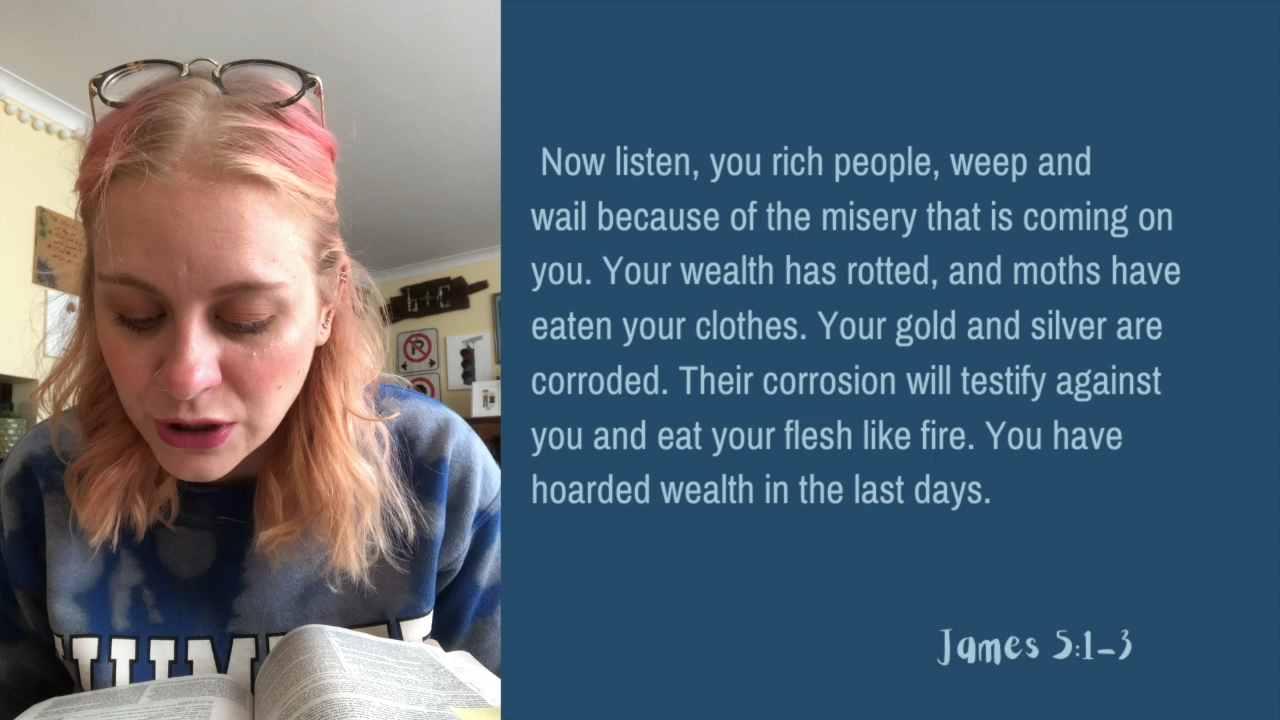 Now listen, you rich people, weep and
wail because of the misery that is coming on
you. Your wealth has rotted, and moths have
eaten your clothes. Your gold and silver are
corroded. Their corrosion will testify against
you and eat your flesh like fire. You have
hoarded wealth in the last days.
James 5:1-3